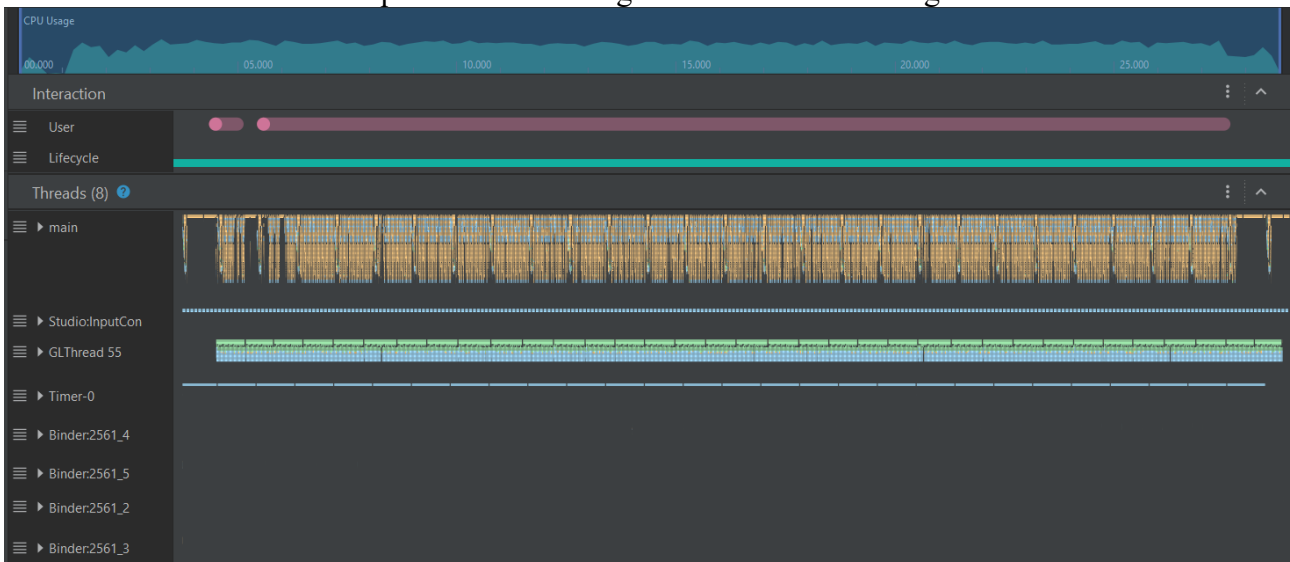 CPU Usage
00.000 05.000 10.000 15.000 20.000 25.000
Interaction
User
Lifecycle
Threads (8) ?
main
Studio:InputCon
GLThread 55
Timer-0
Binder:2561_4
Binder:2561_5
Binder:2561_2
Binder:2561_3